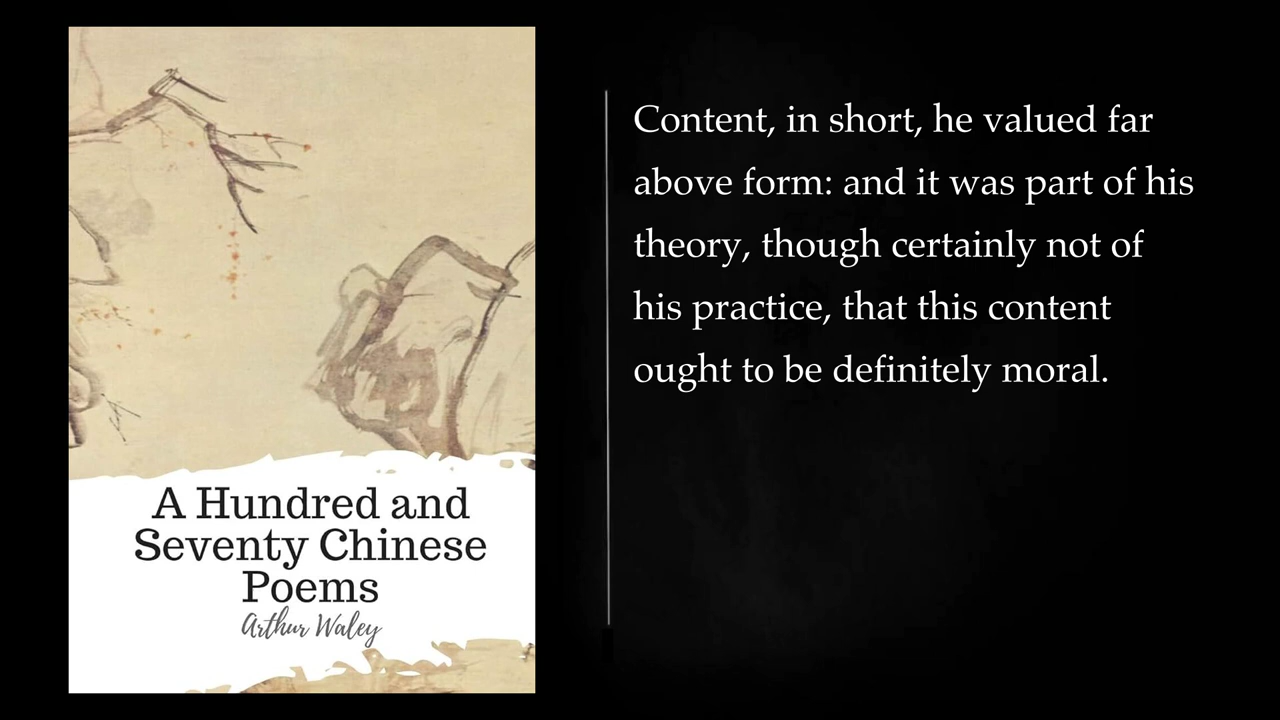 A Hundred and
Seventy Chinese
Poems
Arthur Waley
Content, in short, he valued far
above form: and it was part of his
theory, though certainly not of
his practice, that this content
ought to be definitely moral.